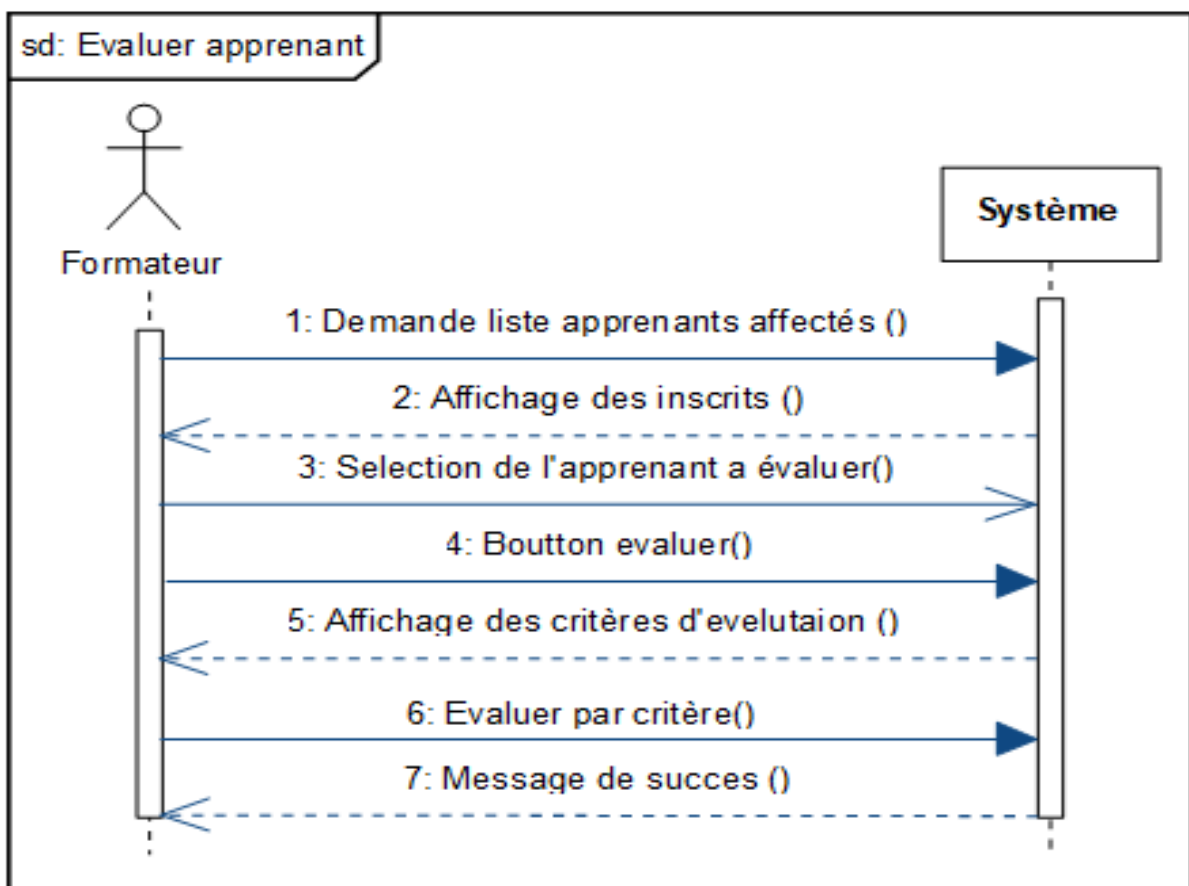 sd: Evaluer apprenant
Formateur
Système
1: Demande liste apprenants affectés ()
2: Affichage des inscrits ()
3: Selection de l'apprenant a évaluer()
4: Boutton evaluer()
5: Affichage des critères d'evelutaion ()
6: Evaluer par critère()
7: Message de succes ()